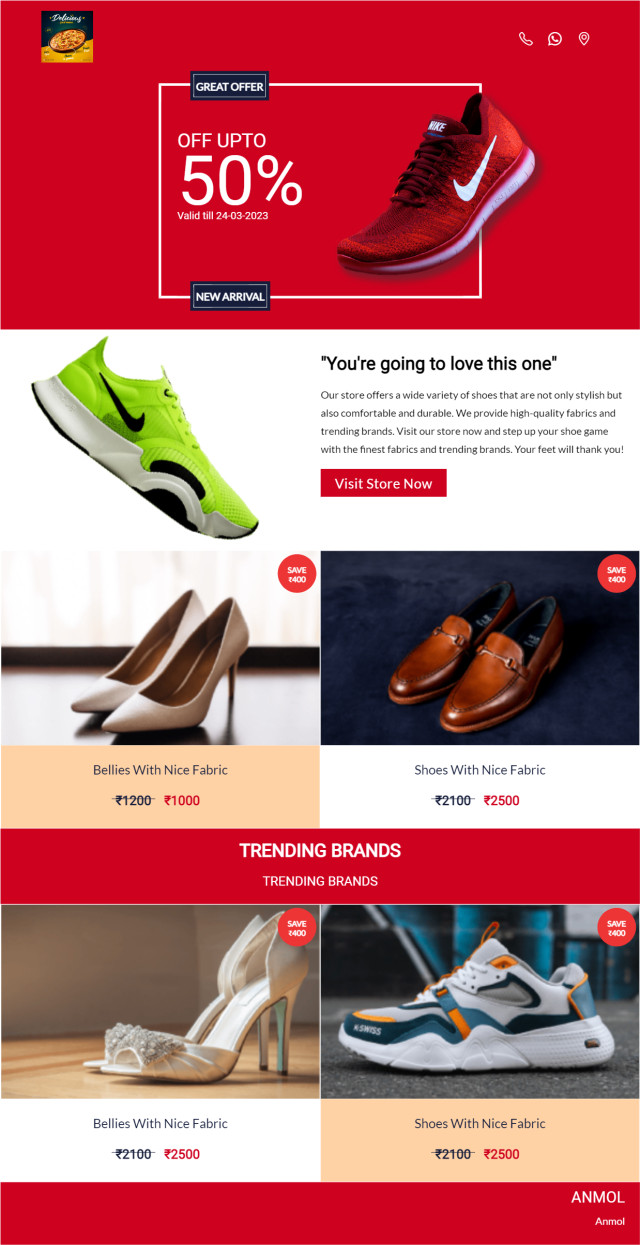 Delicious
GREAT OFFER
OFF UPTO
50%
Valid till 24-03-2023
NEW ARRIVAL
NIKE
"You're going to love this one"
Our store offers a wide variety of shoes that are not only stylish but
also comfortable and durable. We provide high-quality fabrics and
trending brands. Visit our store now and step up your shoe game
with the finest fabrics and trending brands. Your feet will thank you!
Visit Store Now
SAVE
₹400
SAVE
₹400
Bellies With Nice Fabric
₹1200 ₹1000
Shoes With Nice Fabric
₹2100 ₹2500
TRENDING BRANDS
TRENDING BRANDS
SAVE
₹400
SAVE
₹400
K·SWISS
Bellies With Nice Fabric
₹2100 ₹2500
Shoes With Nice Fabric
₹2100 ₹2500
ANMOL
Anmol